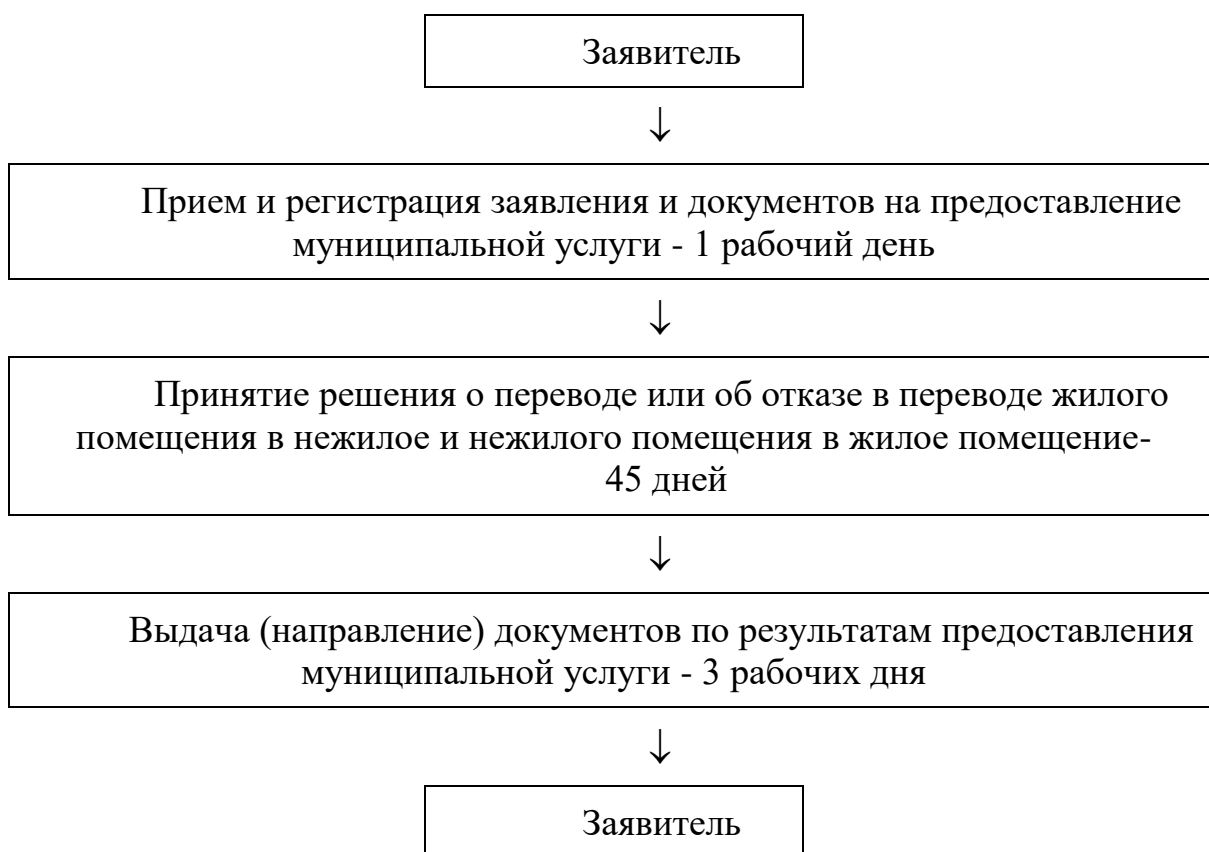 Заявитель
↓
Прием и регистрация заявления и документов на предоставление
муниципальной услуги - 1 рабочий день
↓
Принятие решения о переводе или об отказе в переводе жилого
помещения в нежилое и нежилого помещения в жилое помещение-
45 дней
↓
Выдача (направление) документов по результатам предоставления
муниципальной услуги - 3 рабочих дня
↓
Заявитель